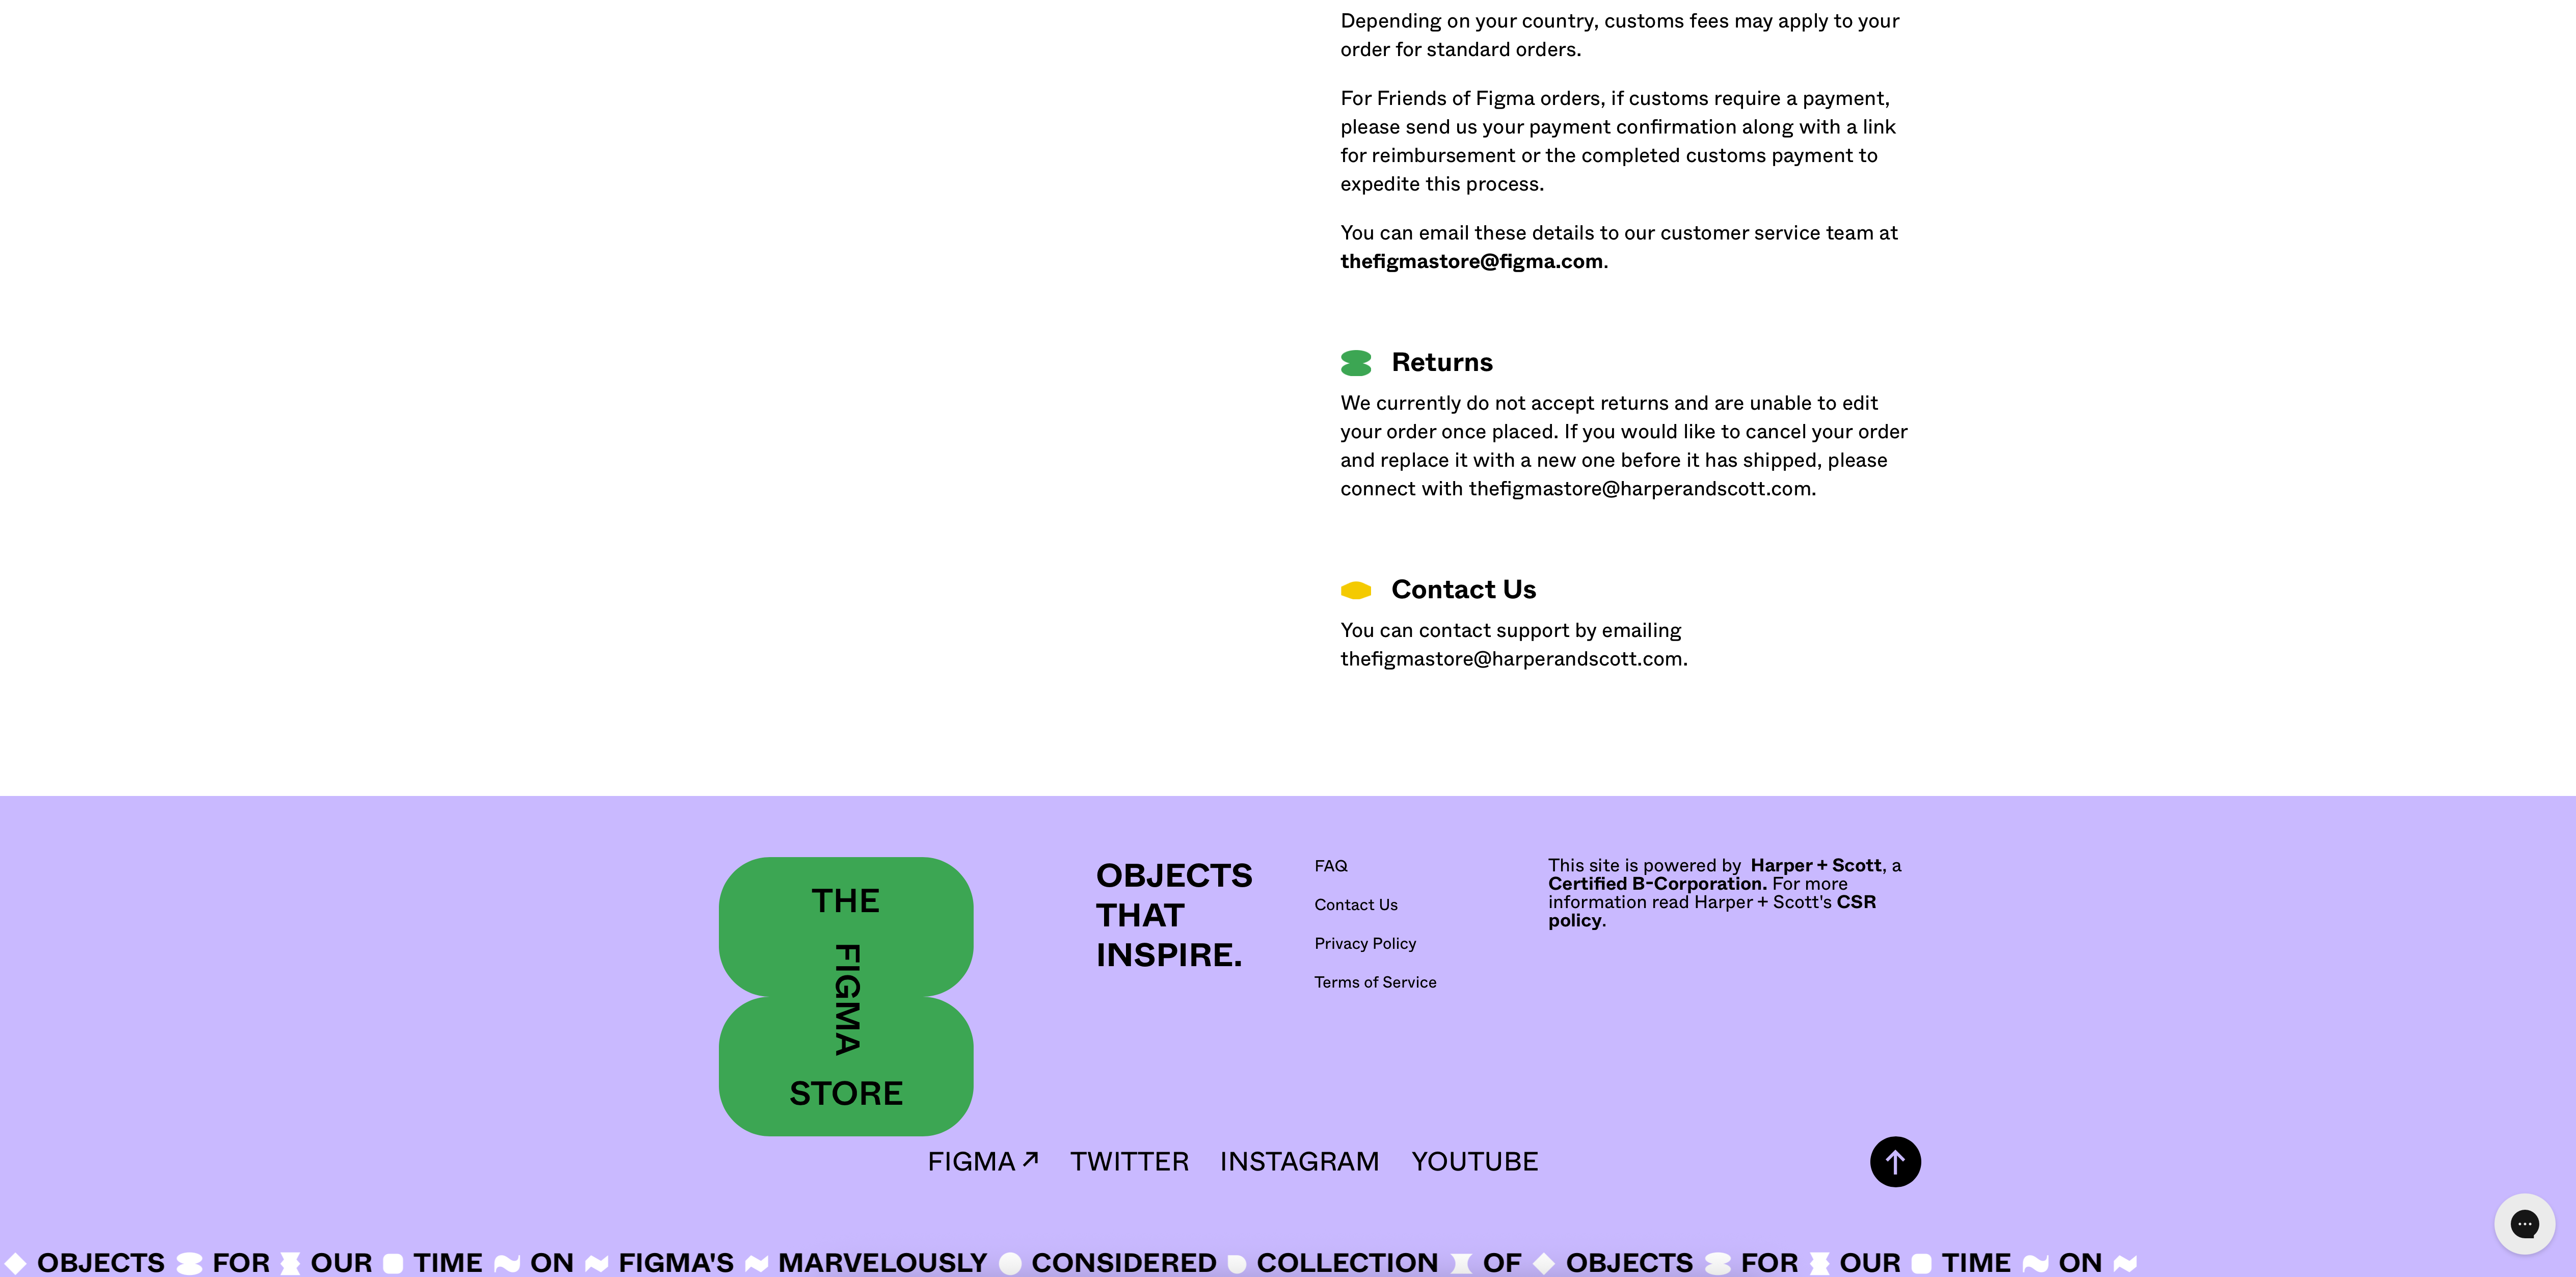 Depending on your country, customs fees may apply to your
order for standard orders.
For Friends of Figma orders, if customs require a payment,
please send us your payment confirmation along with a link
for reimbursement or the completed customs payment to
expedite this process.
You can email these details to our customer service team at
thefigmastore@figma.com.
Returns
We currently do not accept returns and are unable to edit
your order once placed. If you would like to cancel your order
and replace it with a new one before it has shipped, please
connect with thefigmastore@harperandscott.com.
Contact Us
You can contact support by emailing
thefigmastore@harperandscott.com.
THE
FIGMA
STORE
OBJECTS
THAT
INSPIRE.
FAQ
Contact Us
Privacy Policy
Terms of Service
This site is powered by Harper + Scott, a
Certified B-Corporation. For more
information read Harper + Scott's CSR
policy.
FIGMA ↗ TWITTER INSTAGRAM YOUTUBE
OBJECTS FOR OUR TIME ON FIGMA'S MARVELOUSLY CONSIDERED COLLECTION OF OBJECTS FOR OUR TIME ON